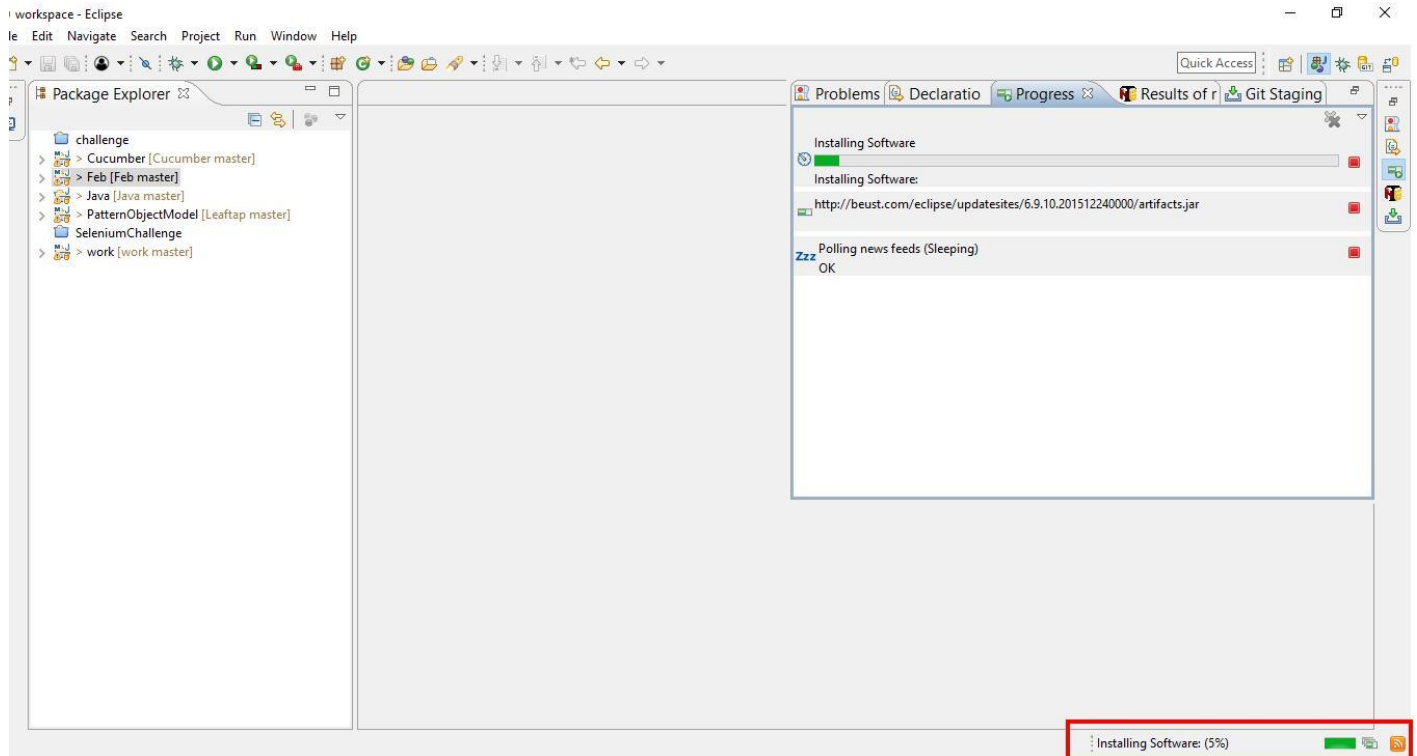 workspace - Eclipse
le Edit Navigate Search Project Run Window Help
Quick Access
Package Explorer
Problems Declaratio Progress Results of r Git Staging
challenge
> Cucumber [Cucumber master]
> Feb [Feb master]
> Java [Java master]
> PatternObjectModel [Leaftap master]
SeleniumChallenge
> work [work master]
Installing Software
Installing Software:
http://beust.com/eclipse/updatesites/6.9.10.201512240000/artifacts.jar
Zzz Polling news feeds (Sleeping)
OK
Installing Software: (5%)